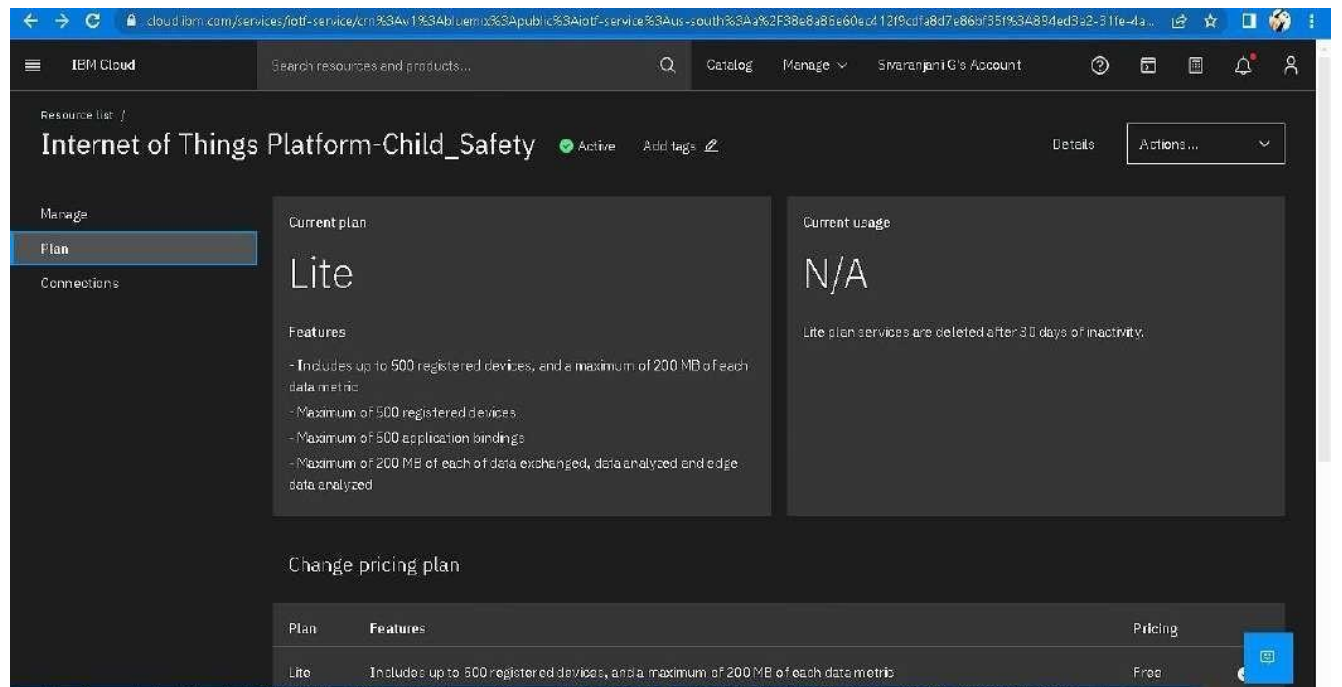 cloud.ibm.com/services/iotf-service/crn%3Av1%3Abluemix%3Apublic%3Aiotf-service%3Aus-south%3Aa%2F38e8a86e60ec412f9cdfa8d7e86bf35f%3A894ed3a2-31fe-4a...
IBM Cloud
Search resources and products...
Catalog
Manage
Sivaranjani G's Account
Resource list /
Internet of Things Platform-Child_Safety
Active
Add tags
Details
Actions...
Manage
Plan
Connections
Current plan
Lite
Features
- Includes up to 500 registered devices, and a maximum of 200 MB of each
data metric
- Maximum of 500 registered devices
- Maximum of 500 application bindings
- Maximum of 200 MB of each of data exchanged, data analyzed and edge
data analyzed
Current usage
N/A
Lite plan services are deleted after 30 days of inactivity.
Change pricing plan
Plan Features Pricing
Lite Includes up to 500 registered devices, and a maximum of 200 MB of each data metric Free